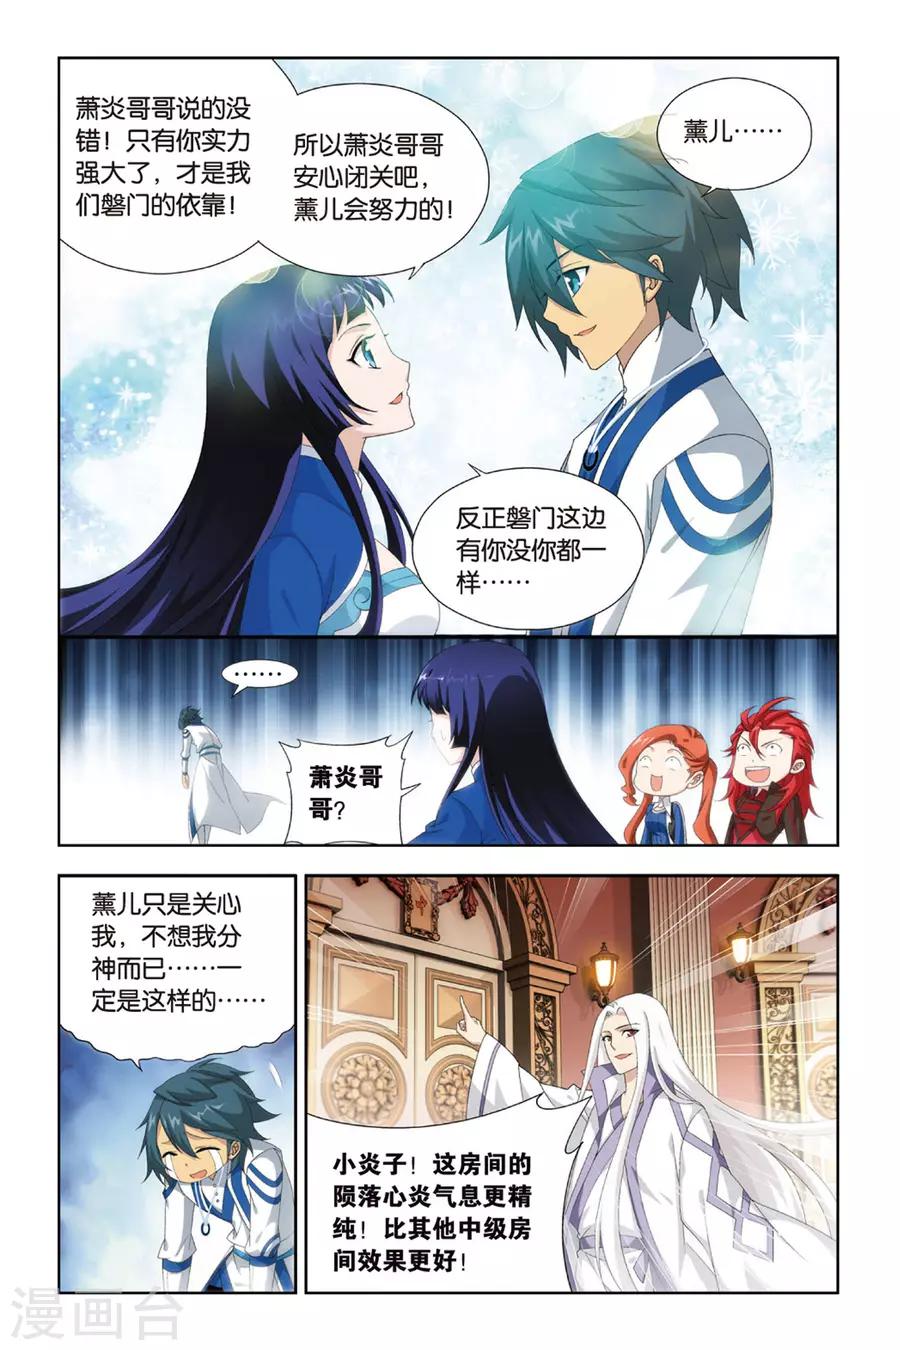 萧炎哥哥说的没
错！只有你实力
强大了，才是我
们磐门的依靠！
所以萧炎哥哥
安心闭关吧，
薰儿会努力的！
薰儿……
反正磐门这边
有你没你都一
样……
……
萧炎哥
哥？
薰儿只是关心
我，不想我分
神而已……一
定是这样的……
中
小炎子！这房间的
陨落心炎气息更精
纯！比其他中级房
间效果更好！
漫画台